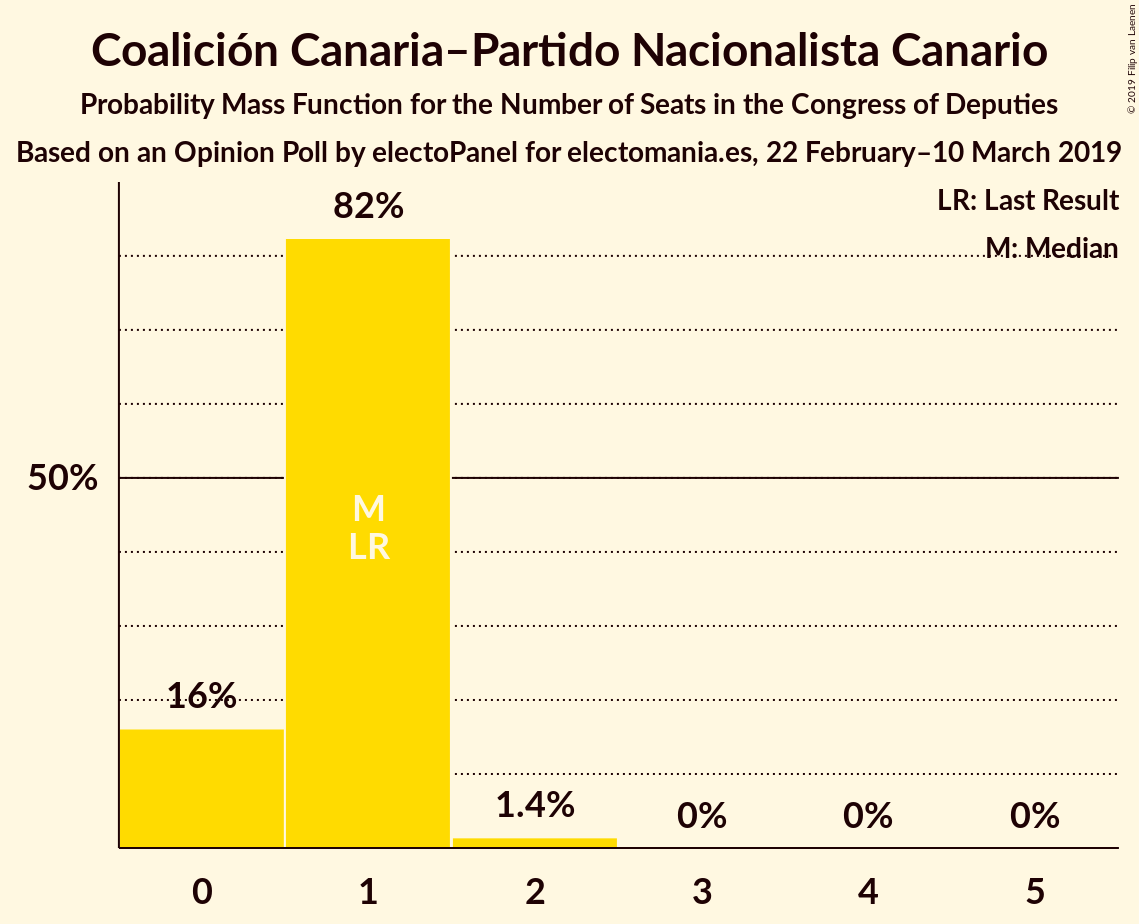 Coalición Canaria–Partido Nacionalista Canario
Probability Mass Function for the Number of Seats in the Congress of Deputies
Based on an Opinion Poll by electoPanel for electomania.es, 22 February–10 March 2019
© 2019 Filip van Laenen
LR: Last Result
M: Median
82%
50%
M
LR
16%
1.4%
0%
0%
0%
0
1
2
3
4
5